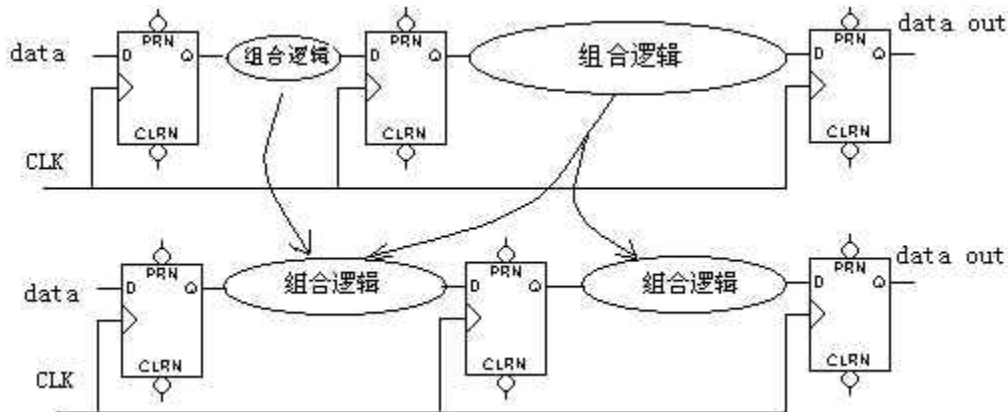 PRN PRN PRN data out
data D Q 组合逻辑 D Q 组合逻辑 D Q
CLRN CLRN CLRN
CLK
PRN PRN PRN data out
data D Q 组合逻辑 D Q 组合逻辑 D Q
CLRN CLRN CLRN
CLK